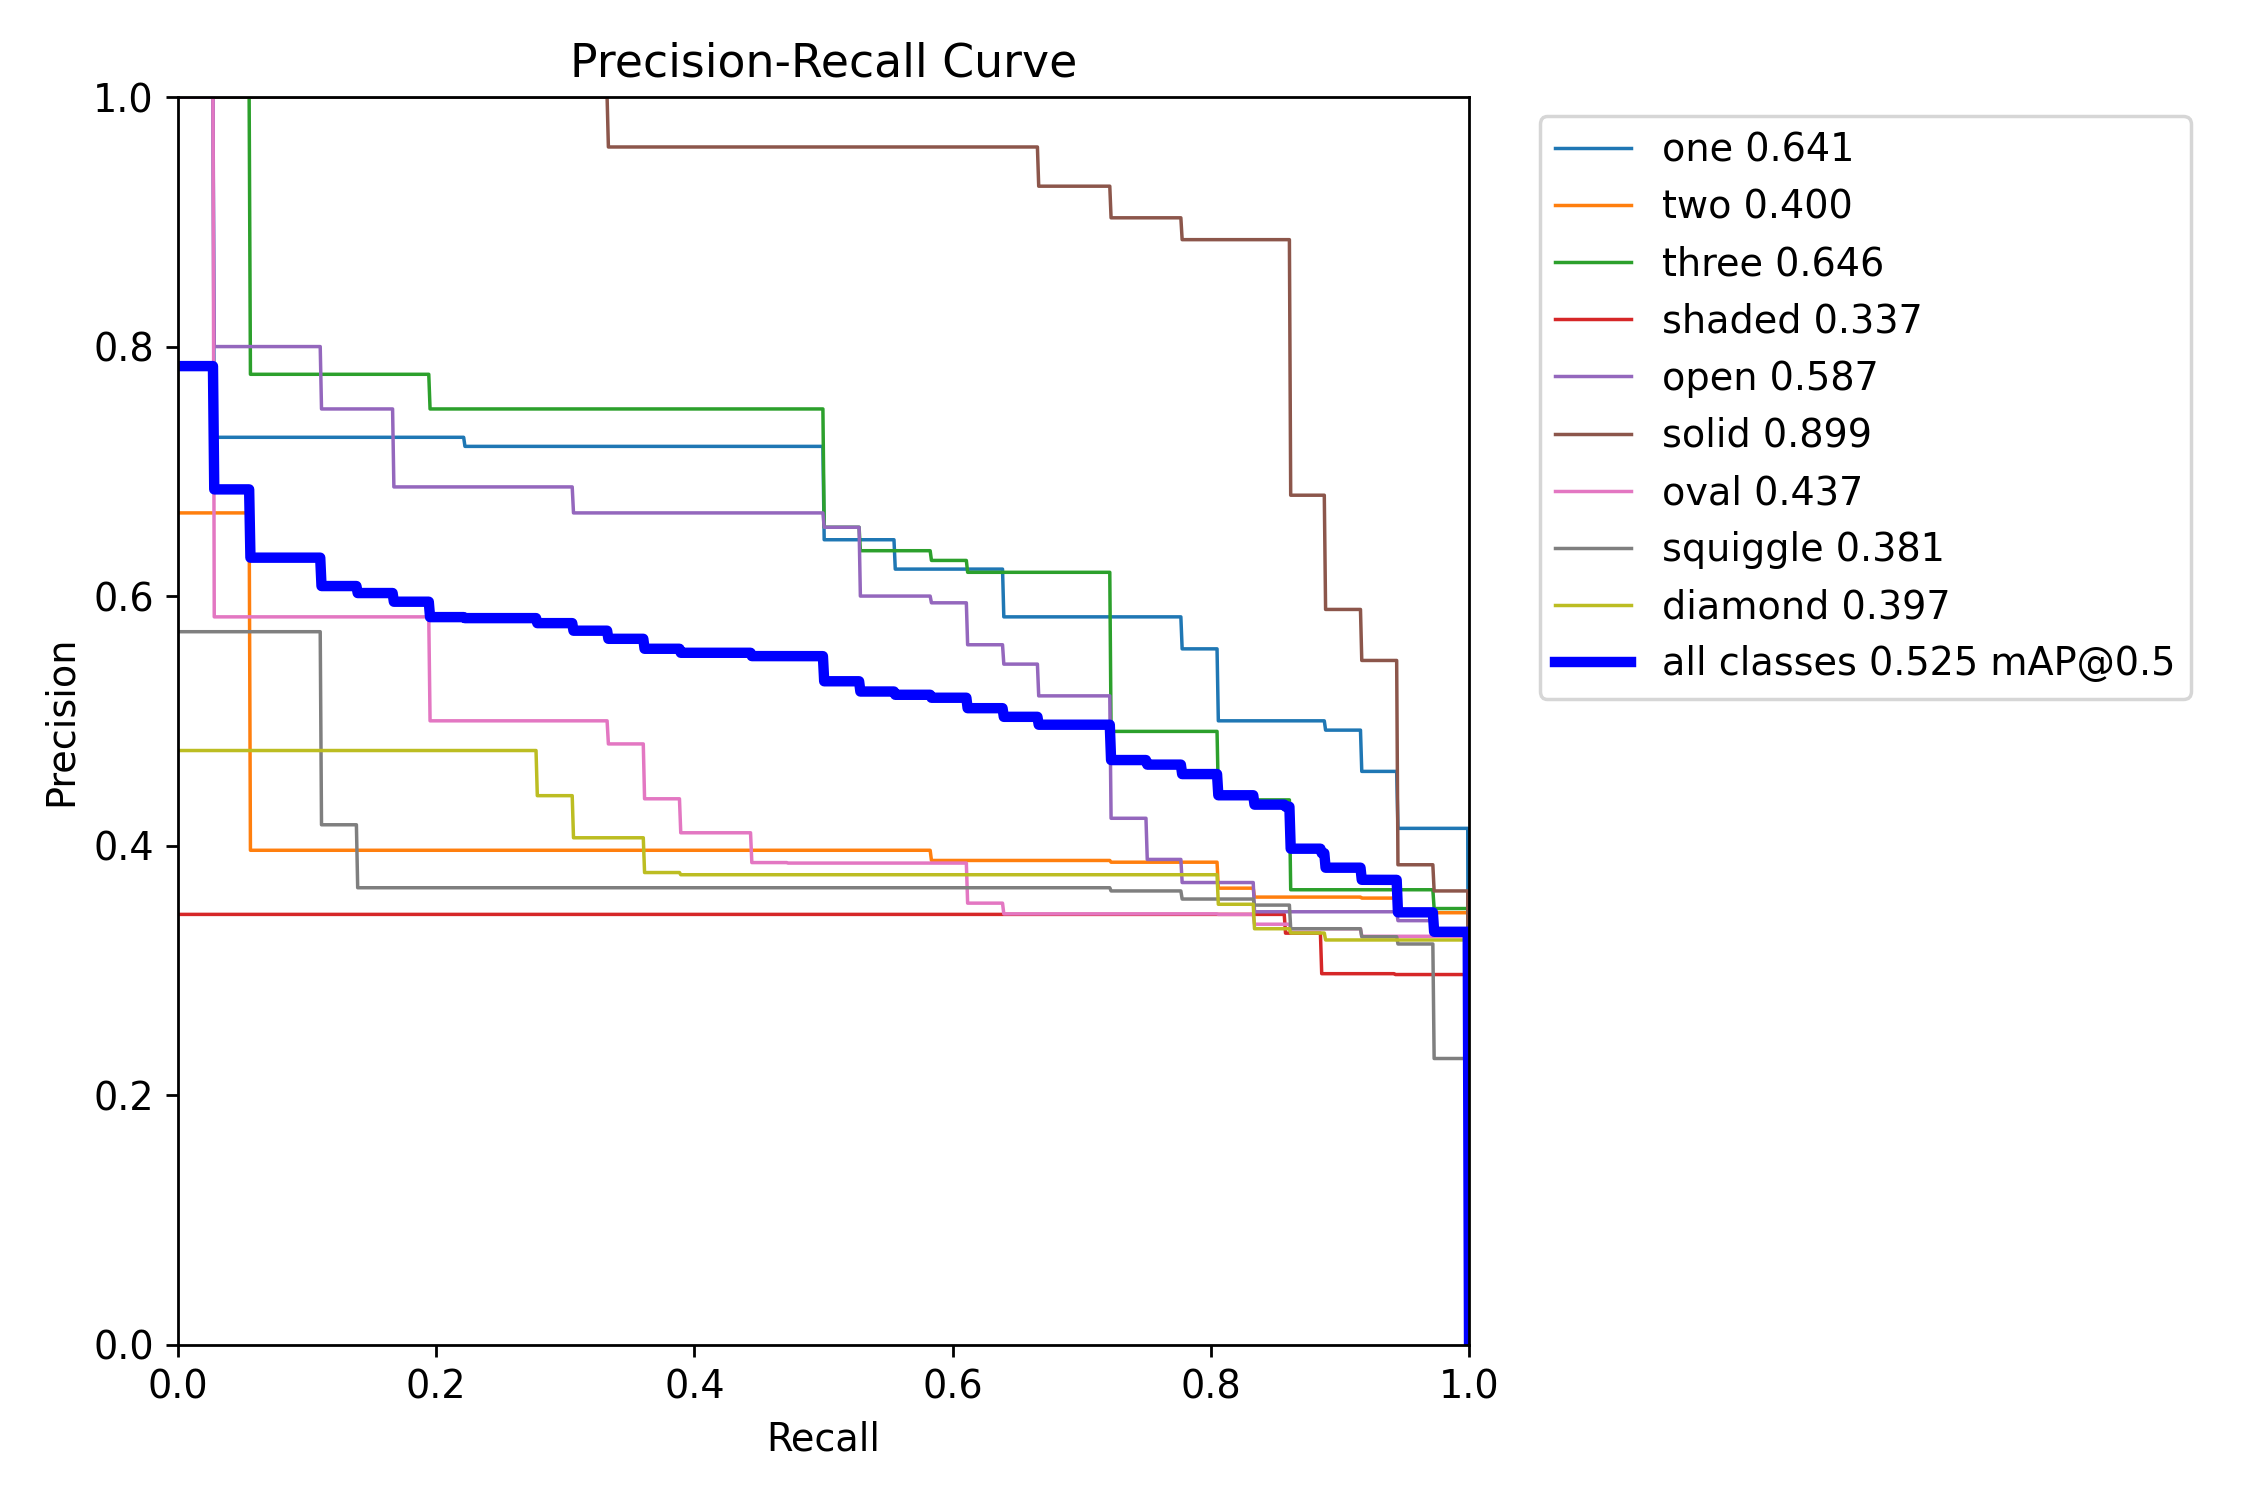 Precision-Recall Curve
1.0
0.8
0.6
0.4
0.2
0.0
Precision
0.0 0.2 0.4 0.6 0.8 1.0
Recall
one 0.641
two 0.400
three 0.646
shaded 0.337
open 0.587
solid 0.899
oval 0.437
squiggle 0.381
diamond 0.397
all classes 0.525 mAP@0.5